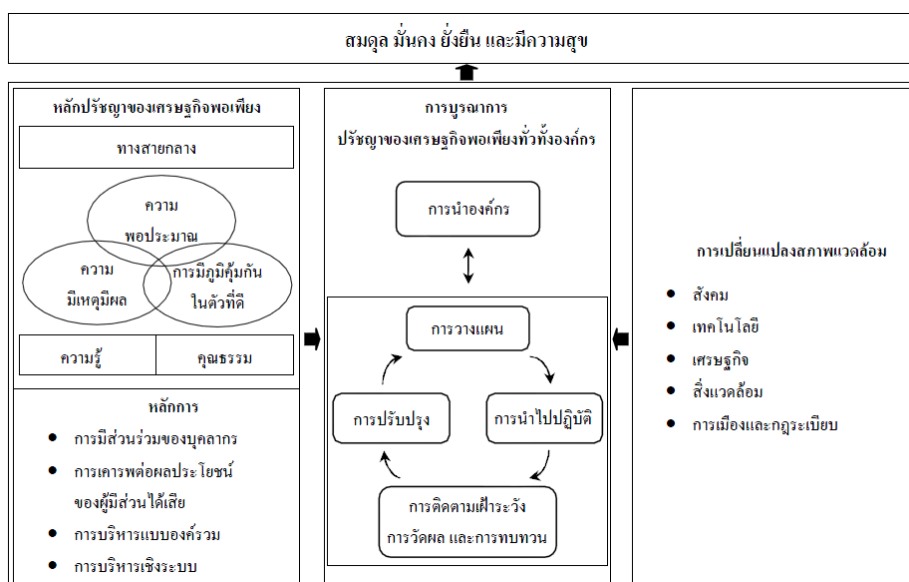 สมดุล มั่นคง ยั่งยืน และมีความสุข
หลักปรัชญาของเศรษฐกิจพอเพียง
ทางสายกลาง
ความ
พอประมาณ
ความ
มีเหตุมีผล
การมีภูมิคุ้มกัน
ในตัวที่ดี
ความรู้
คุณธรรม
หลักการ
● การมีส่วนร่วมของบุคลากร
● การเคารพต่อผลประโยชน์
ของผู้มีส่วนได้เสีย
● การบริหารแบบองค์รวม
● การบริหารเชิงระบบ
การบูรณาการ
ปรัชญาของเศรษฐกิจพอเพียงทั่วทั้งองค์กร
การนำองค์กร
การวางแผน
การปรับปรุง
การนำไปปฏิบัติ
การติดตามเฝ้าระวัง
การวัดผล และการทบทวน
การเปลี่ยนแปลงสภาพแวดล้อม
● สังคม
● เทคโนโลยี
● เศรษฐกิจ
● สิ่งแวดล้อม
● การเมืองและกฎระเบียบ